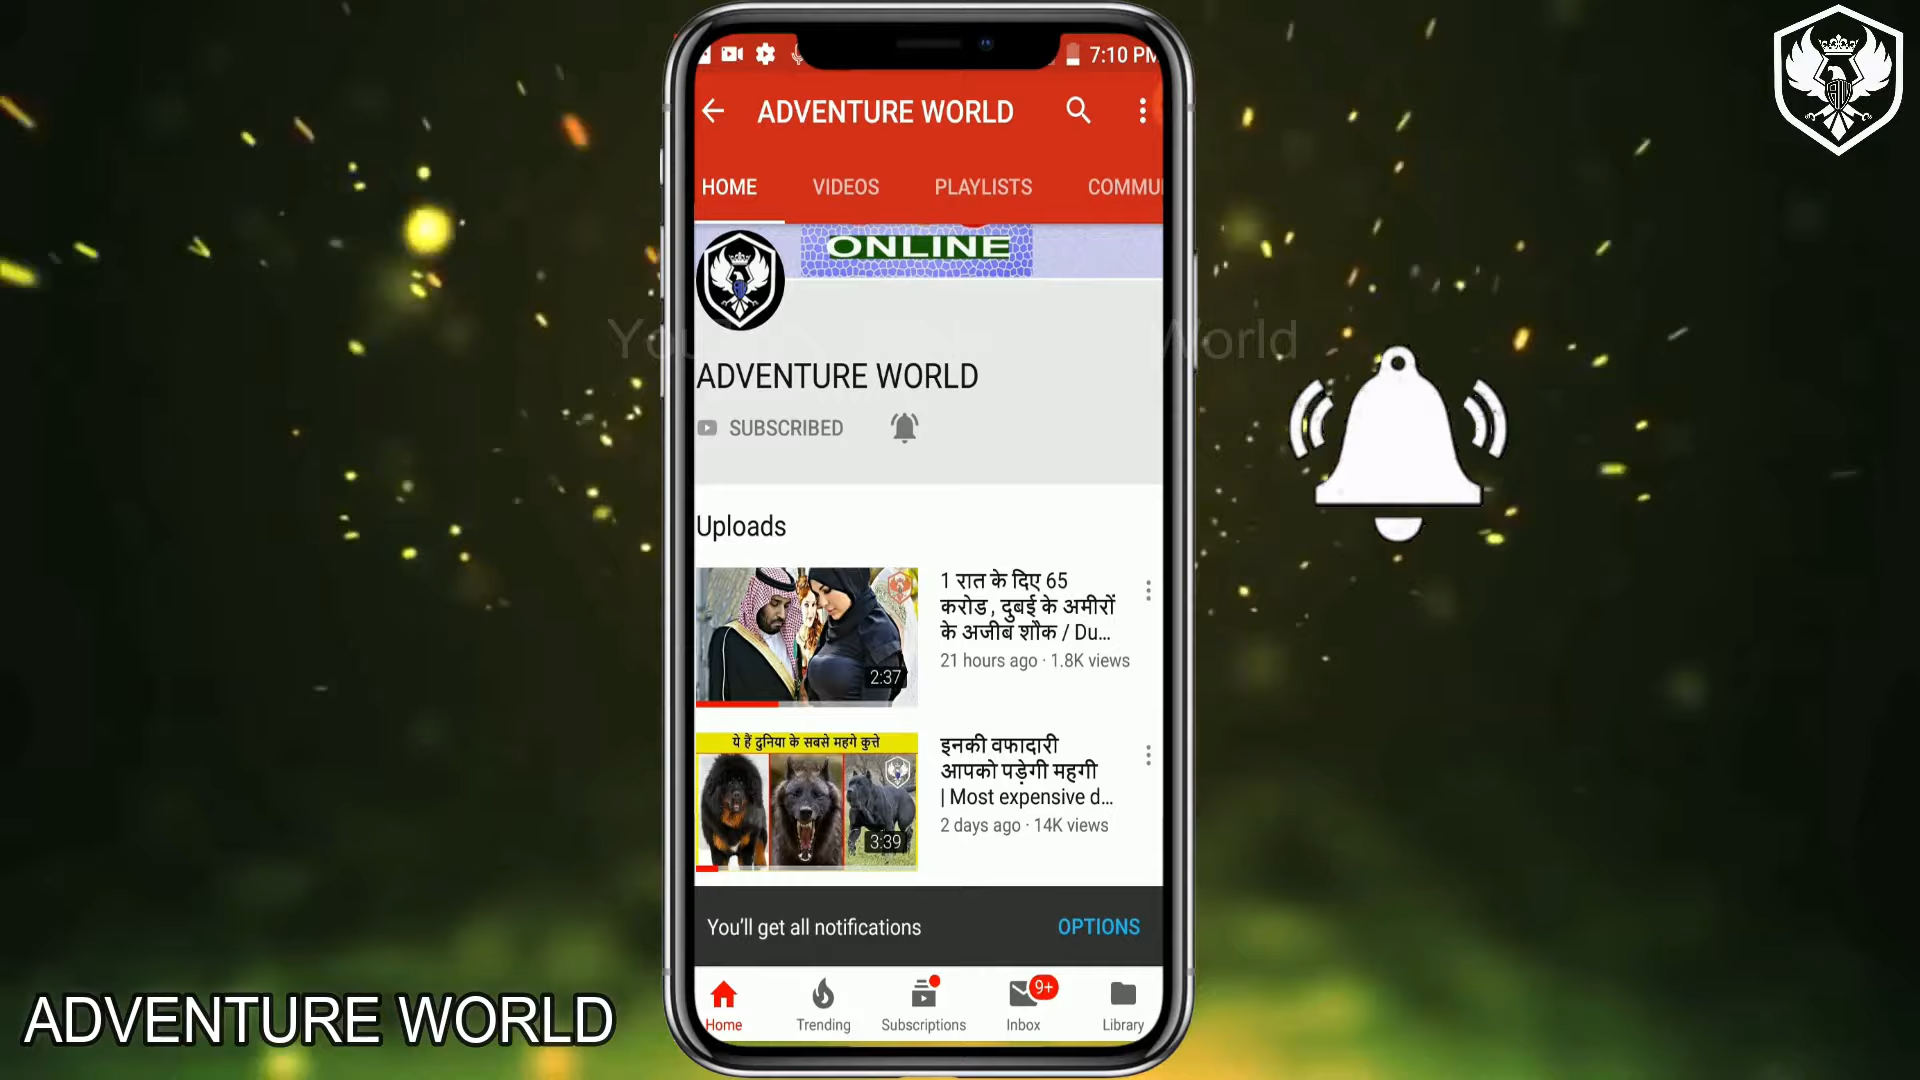 7:10 PM
ADVENTURE WORLD
HOME VIDEOS PLAYLISTS COMMU
ONLINE
World
ADVENTURE WORLD
SUBSCRIBED
Uploads
1 रात के दिए 65
करोड, दुबई के अमीरों
के अजीब शौक / Du...
21 hours ago · 1.8K views
2:37
ये हैं दुनिया के सबसे महगे कुत्ते
इनकी वफादारी
आपको पड़ेगी महगी
| Most expensive d...
2 days ago · 14K views
3:39
You'll get all notifications OPTIONS
9+
Home Trending Subscriptions Inbox Library
ADVENTURE WORLD